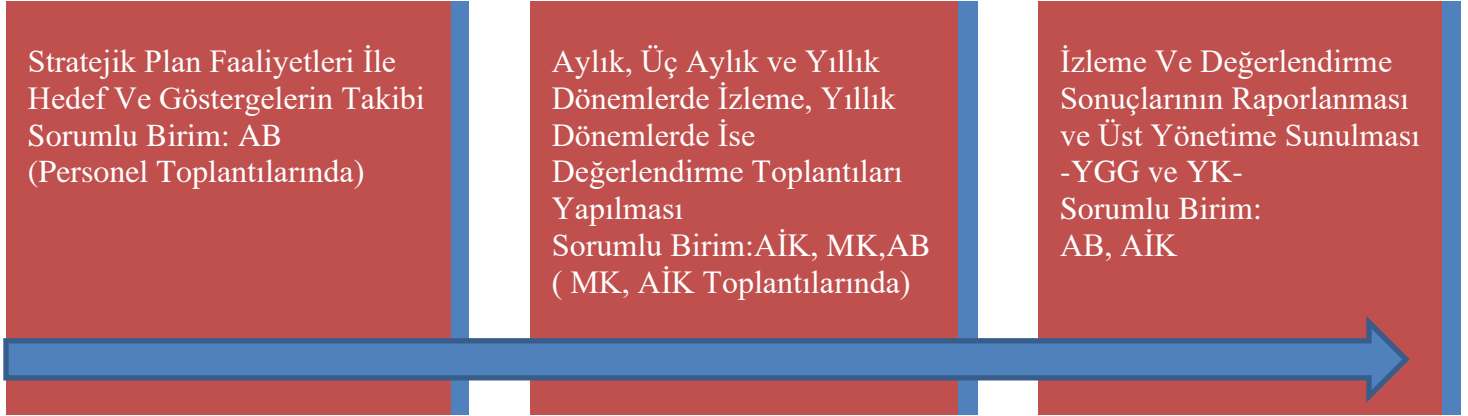 Stratejik Plan Faaliyetleri İle
Hedef Ve Göstergelerin Takibi
Sorumlu Birim: AB
(Personel Toplantılarında)
Aylık, Üç Aylık ve Yıllık
Dönemlerde İzleme, Yıllık
Dönemlerde İse
Değerlendirme Toplantıları
Yapılması
Sorumlu Birim:AİK, MK,AB
( MK, AİK Toplantılarında)
İzleme Ve Değerlendirme
Sonuçlarının Raporlanması
ve Üst Yönetime Sunulması
-YGG ve YK-
Sorumlu Birim:
AB, AİK